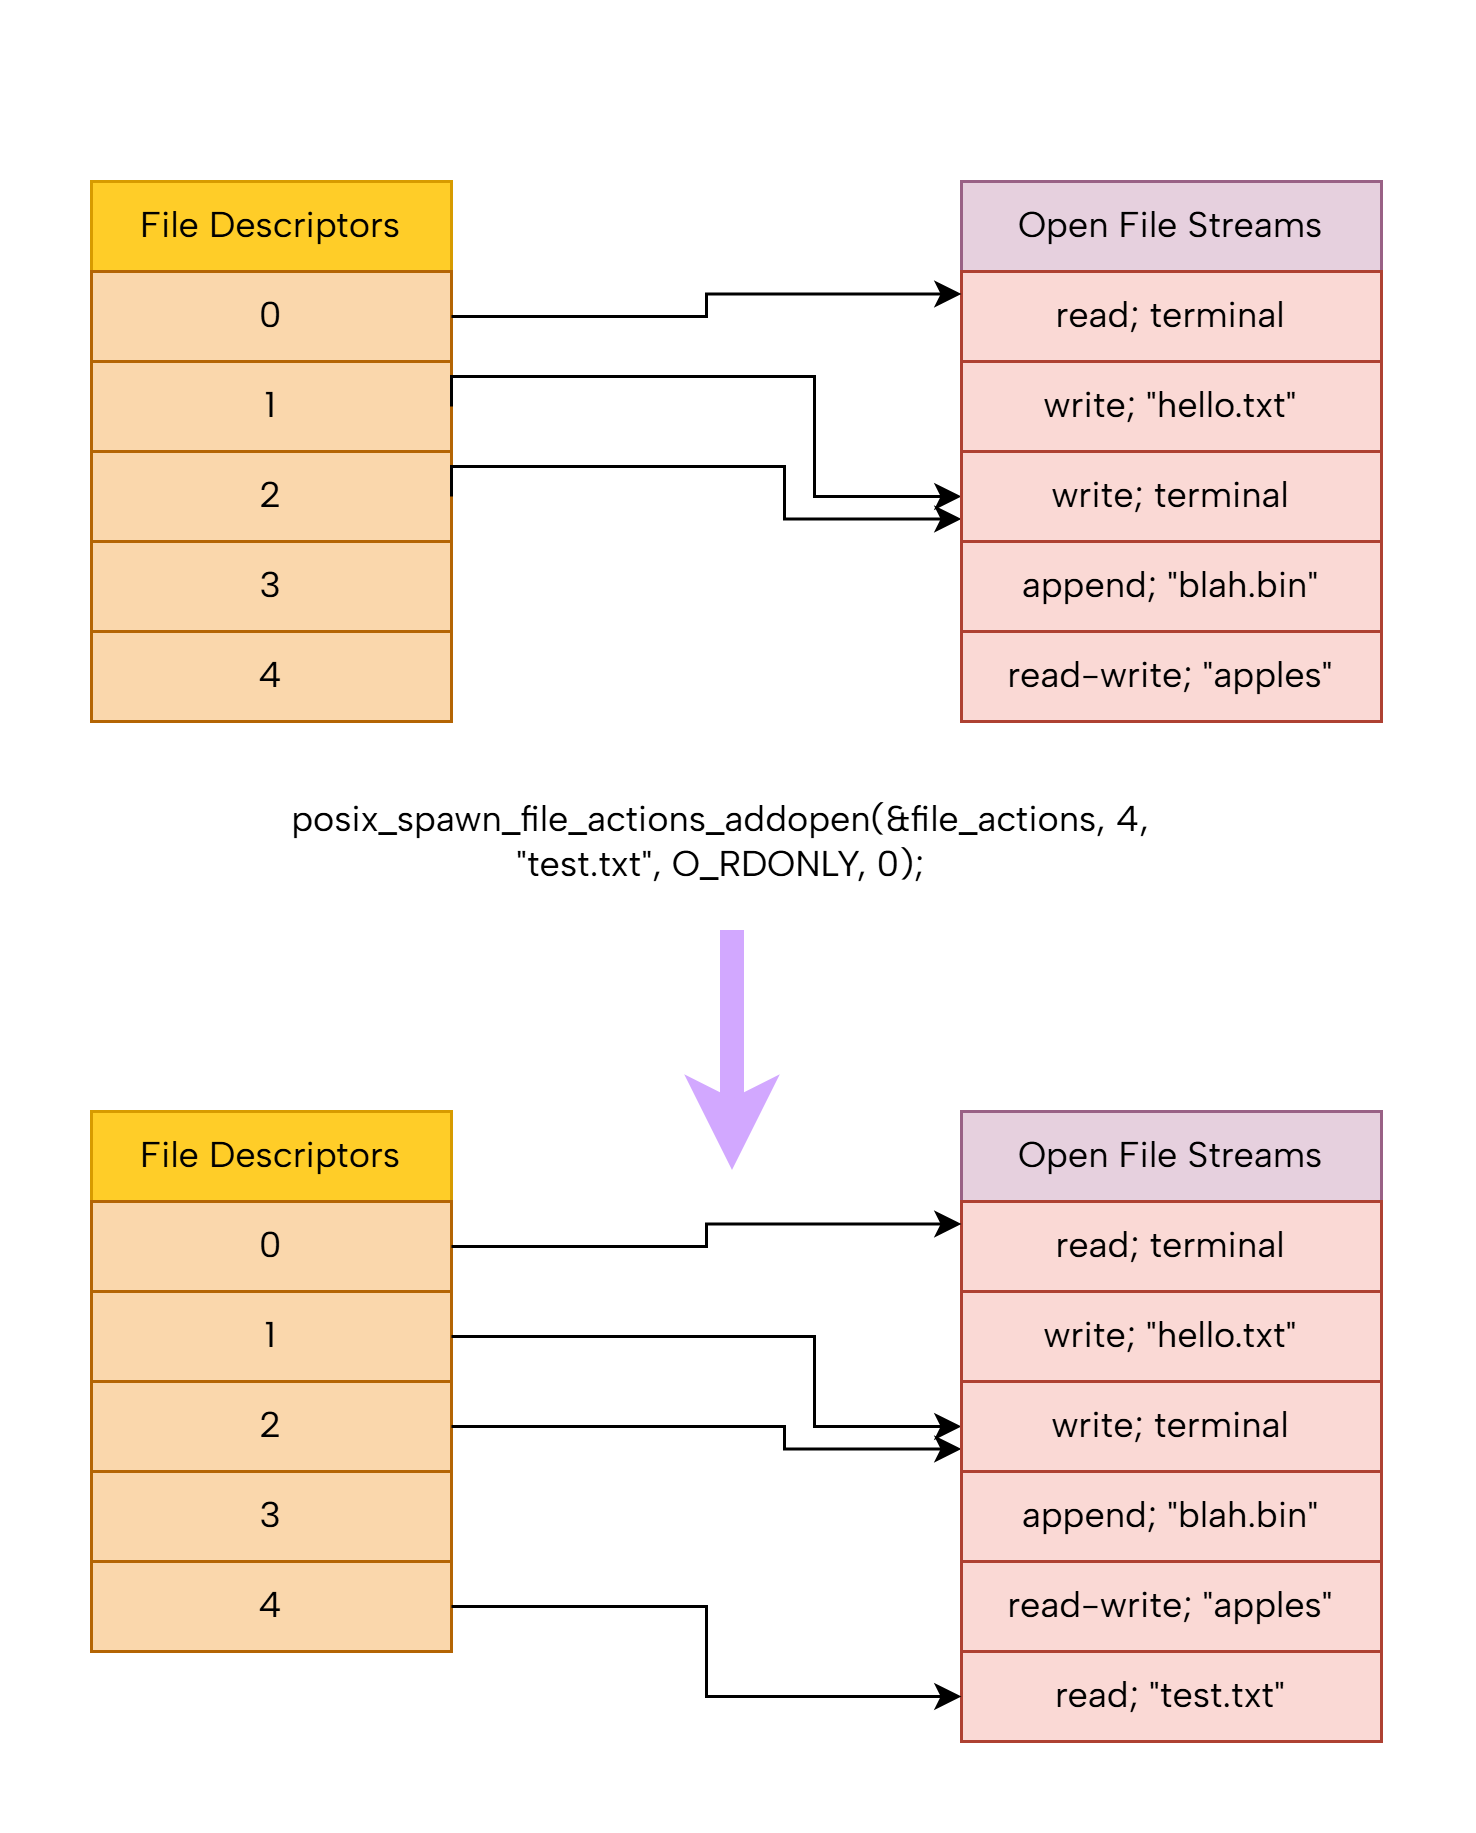 File Descriptors
0
1
2
3
4
Open File Streams
read; terminal
write; "hello.txt"
write; terminal
append; "blah.bin"
read-write; "apples"
posix_spawn_file_actions_addopen(&file_actions, 4,
"test.txt", O_RDONLY, 0);
File Descriptors
0
1
2
3
4
Open File Streams
read; terminal
write; "hello.txt"
write; terminal
append; "blah.bin"
read-write; "apples"
read; "test.txt"